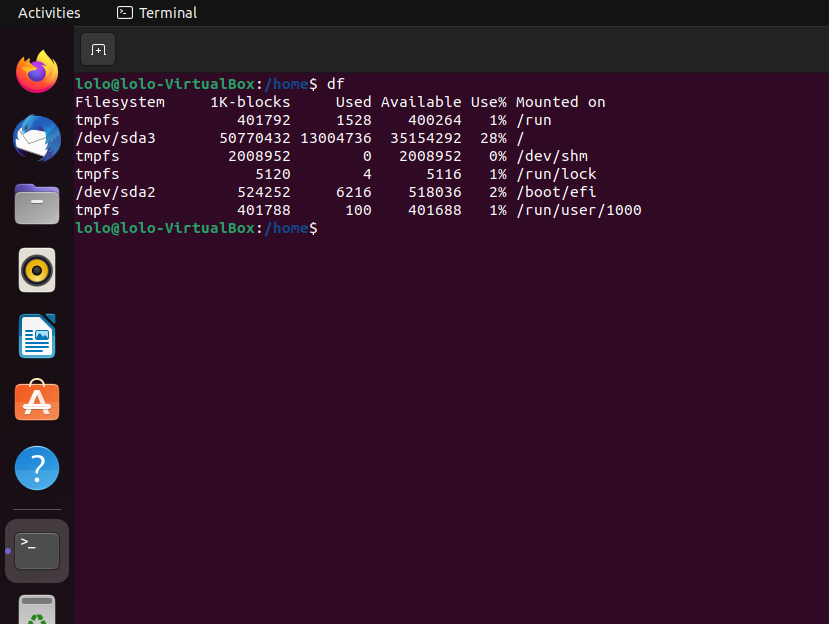 Activities Terminal
lolo@lolo-VirtualBox:/home$ df
Filesystem     1K-blocks     Used Available Use% Mounted on
tmpfs             401792     1528    400264   1% /run
/dev/sda3       50770432 13004736  35154292  28% /
tmpfs            2008952        0   2008952   0% /dev/shm
tmpfs               5120        4      5116   1% /run/lock
/dev/sda2         524252     6216    518036   2% /boot/efi
tmpfs             401788      100    401688   1% /run/user/1000
lolo@lolo-VirtualBox:/home$